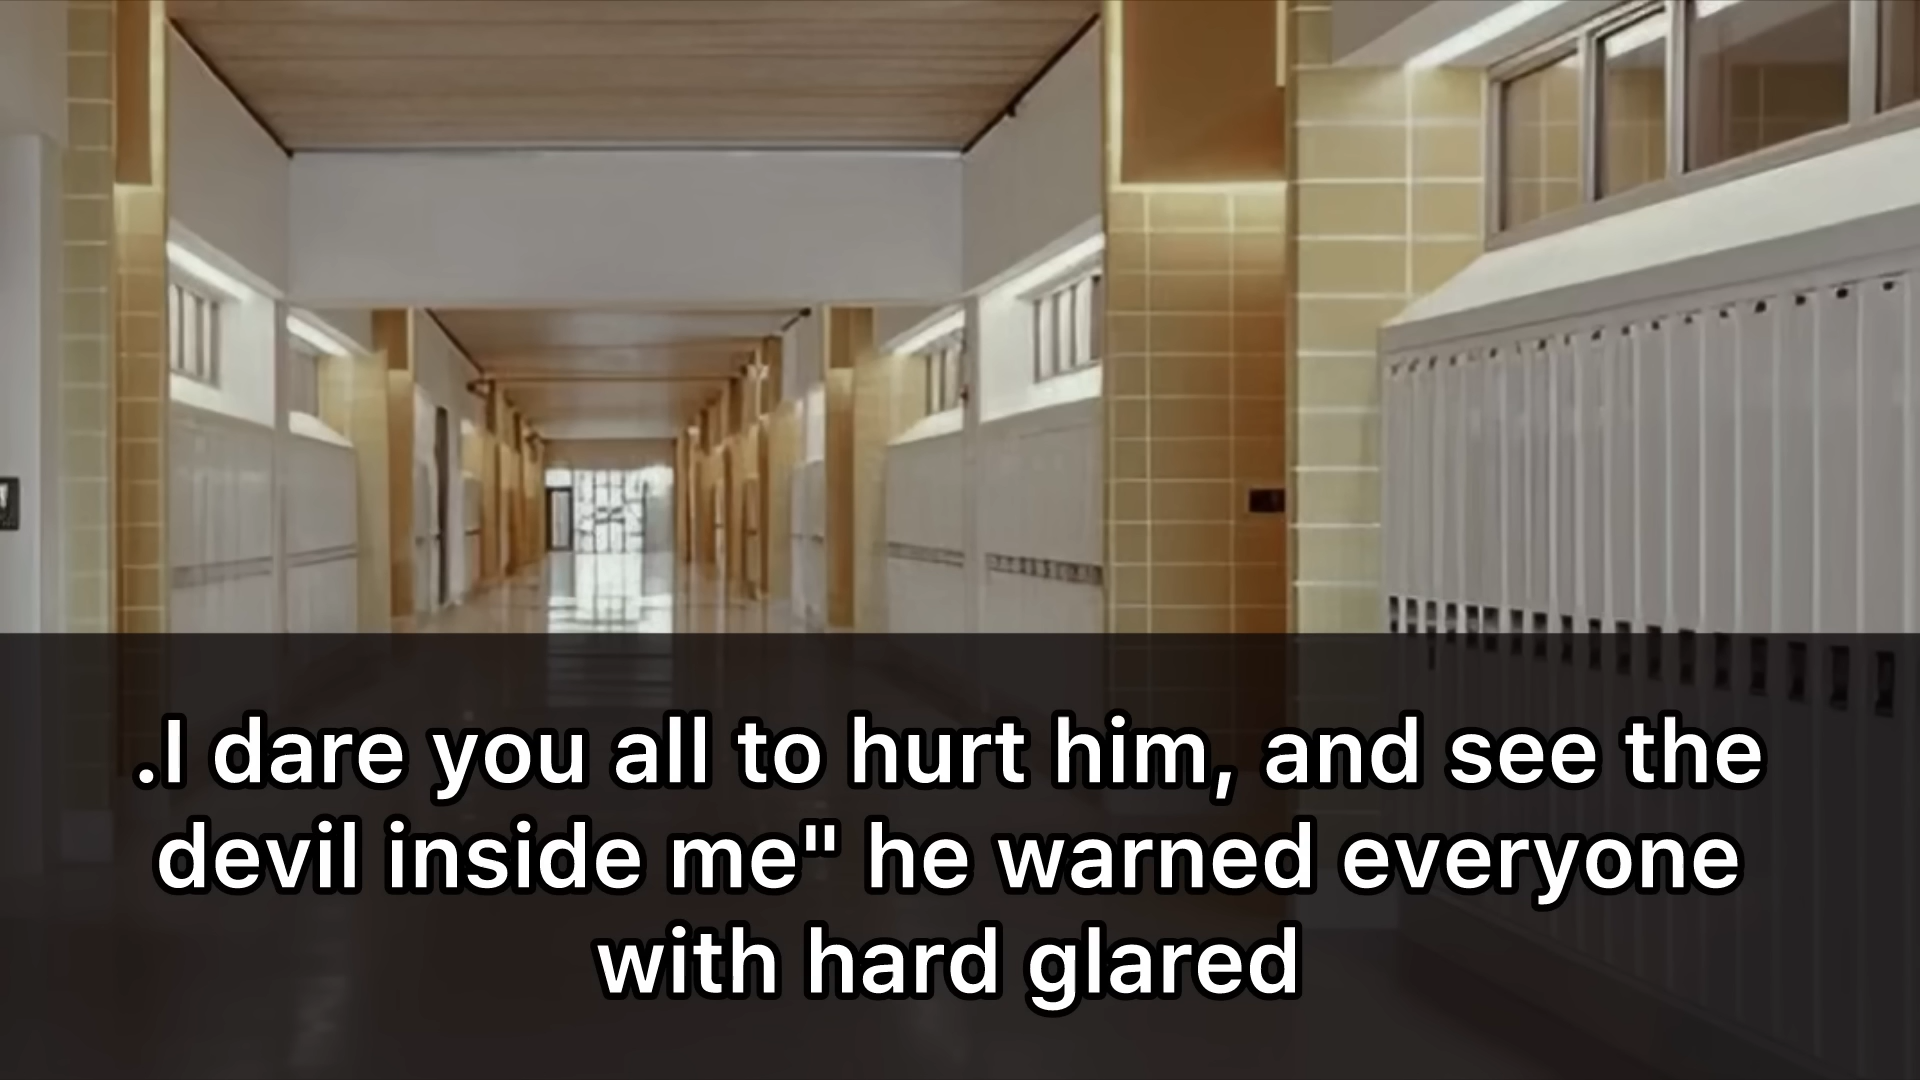 .I dare you all to hurt him, and see the
devil inside me" he warned everyone
with hard glared